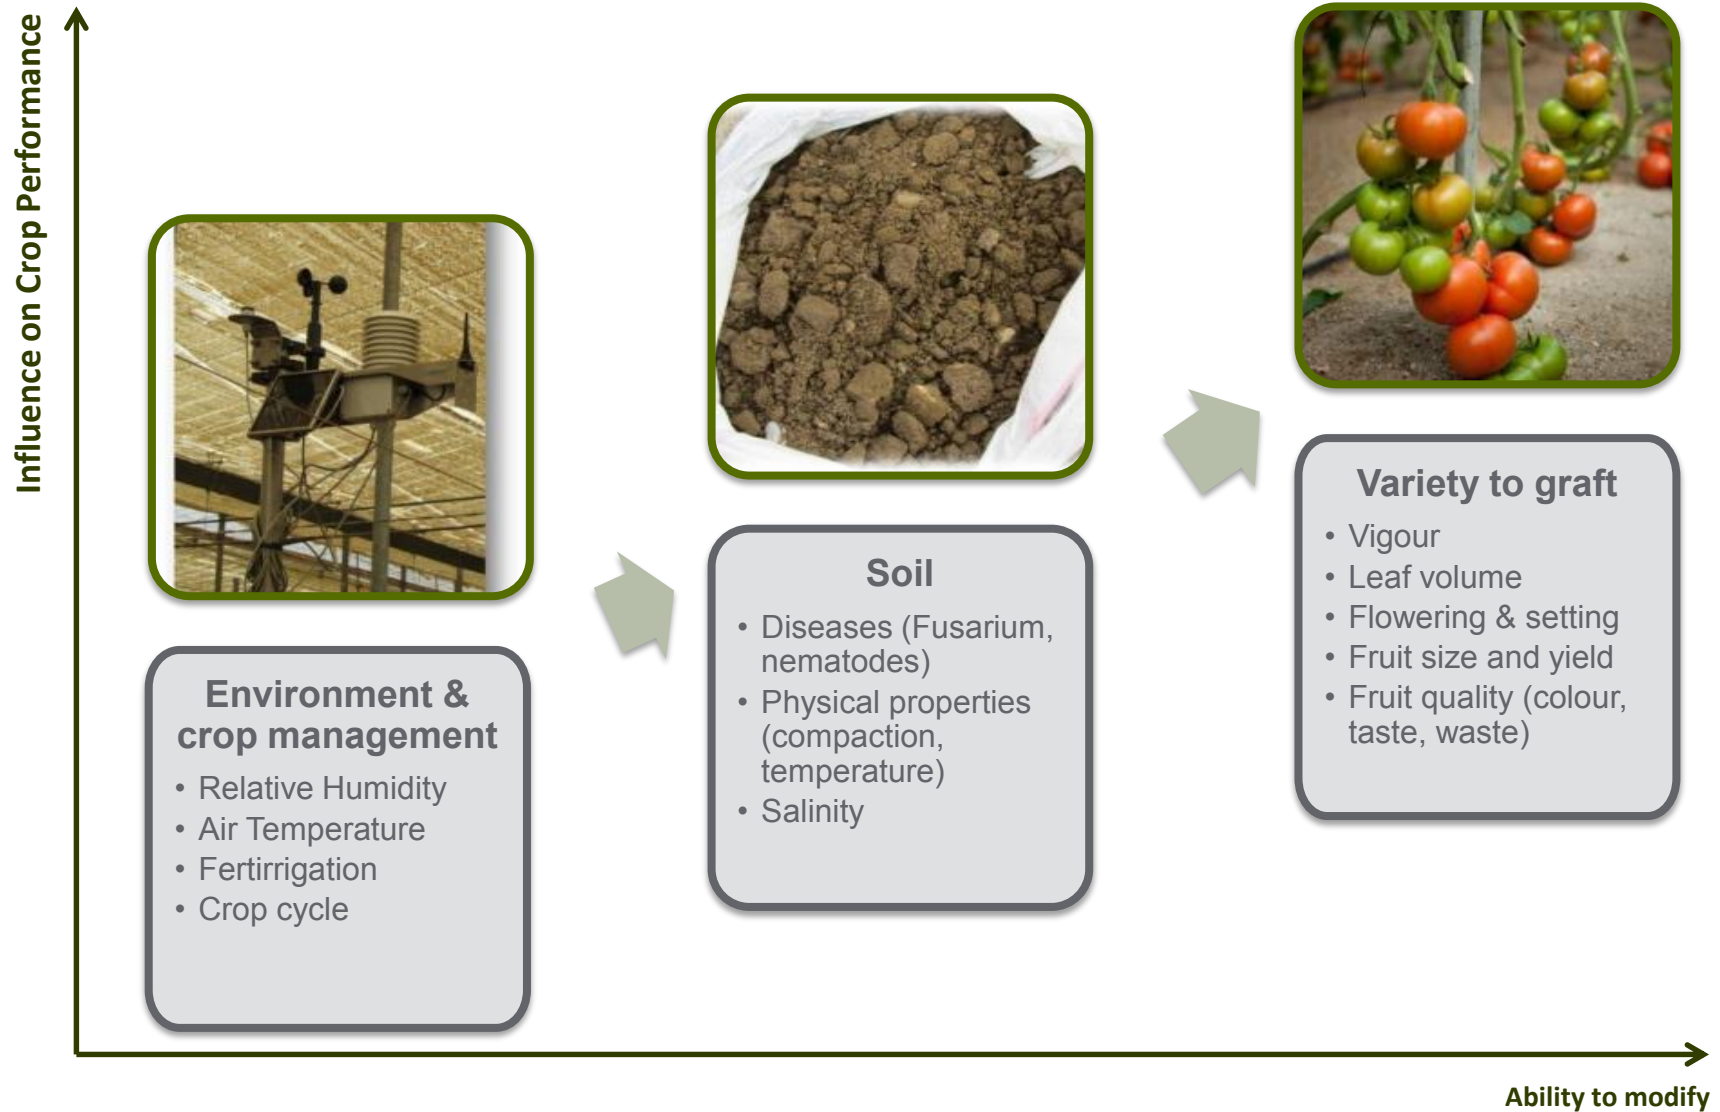 Influence on Crop Performance
Environment &
crop management
• Relative Humidity
• Air Temperature
• Fertirrigation
• Crop cycle
Soil
• Diseases (Fusarium,
nematodes)
• Physical properties
(compaction,
temperature)
• Salinity
Variety to graft
• Vigour
• Leaf volume
• Flowering & setting
• Fruit size and yield
• Fruit quality (colour,
taste, waste)
Ability to modify